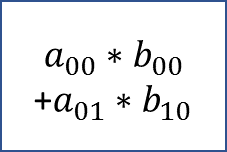 a₀₀ * b₀₀
+a₀₁ * b₁₀